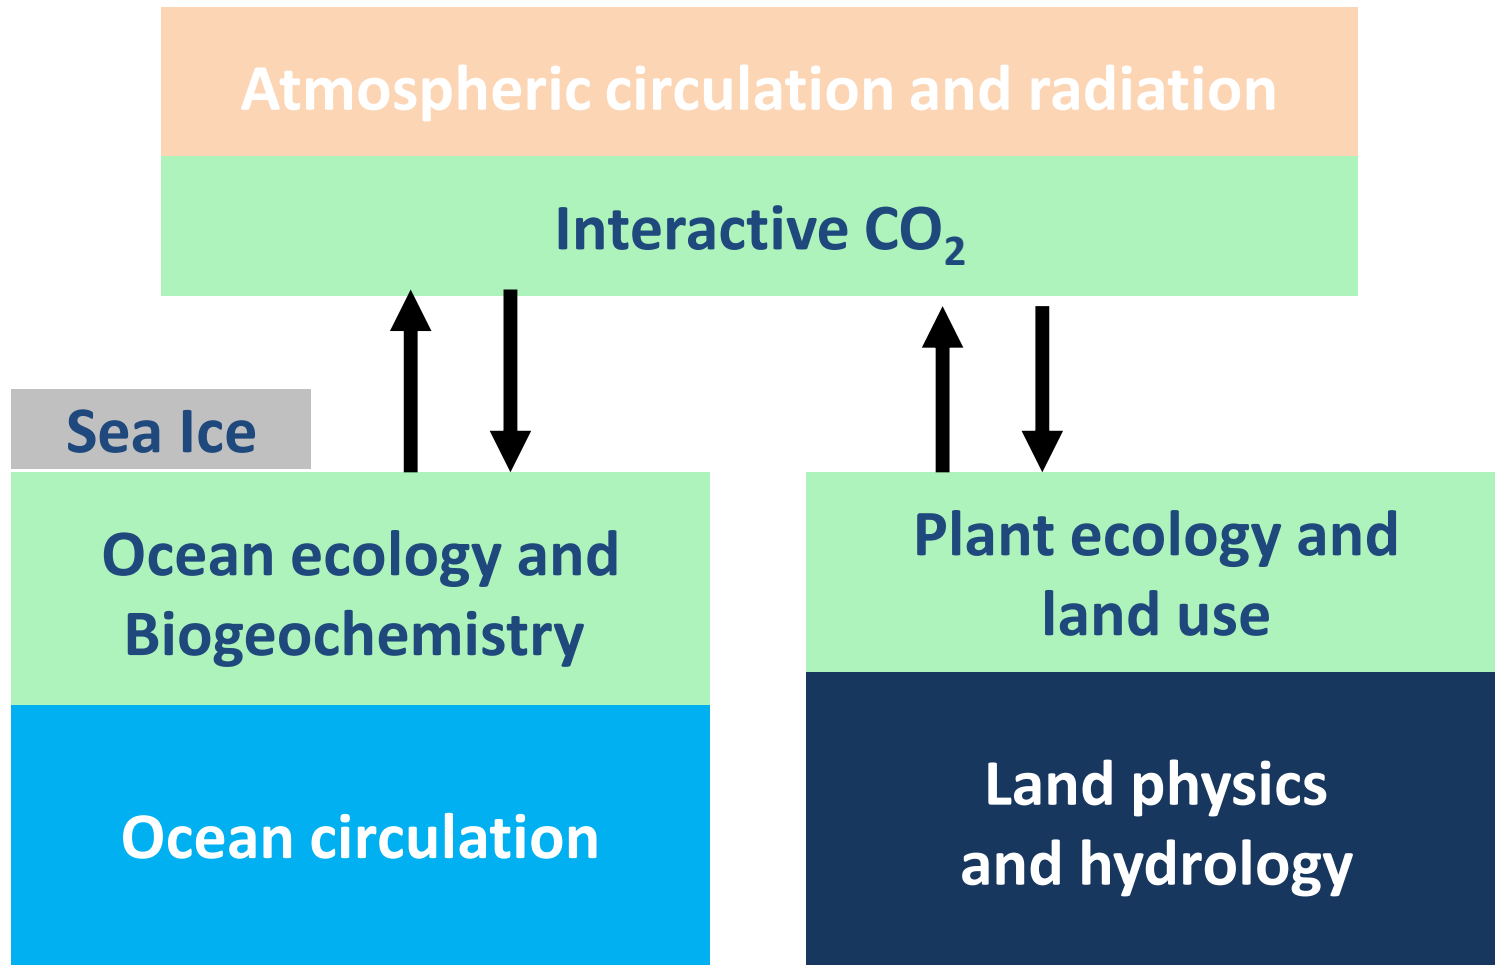 Atmospheric circulation and radiation
Interactive CO₂
Sea Ice
Ocean ecology and
Biogeochemistry
Ocean circulation
Plant ecology and
land use
Land physics
and hydrology